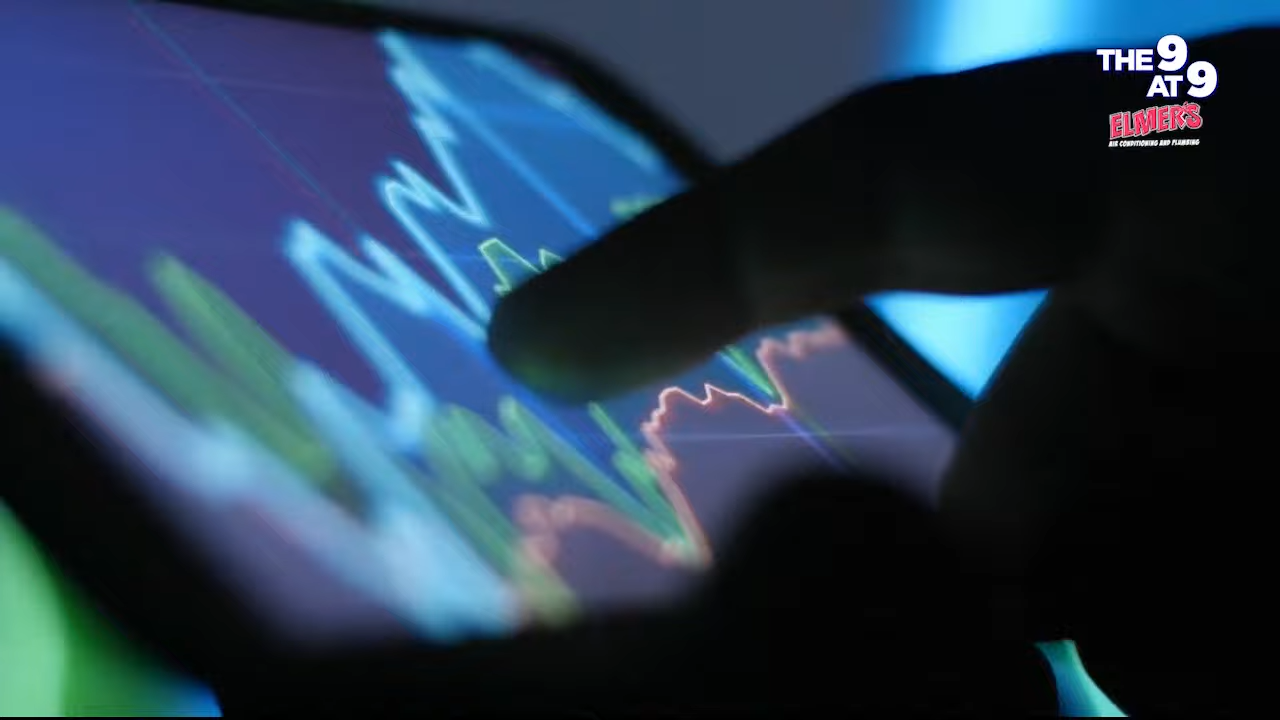 THE 9
AT 9
ELMER'S
AIR CONDITIONING AND PLUMBING